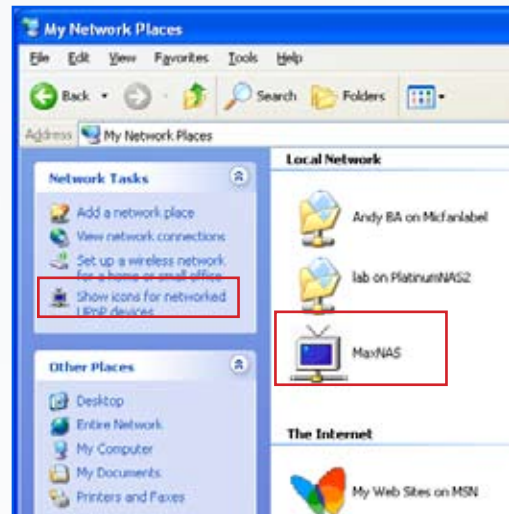 My Network Places
File Edit View Favorites Tools Help
Back Search Folders
Address My Network Places
Network Tasks
Add a network place
View network connections
Set up a wireless network
for a home or small office
Show icons for networked
UPnP devices
Other Places
Desktop
Entire Network
My Computer
My Documents
Printers and Faxes
Local Network
Andy BA on Micfanlabel
lab on PlatinumNAS2
MaxNAS
The Internet
My Web Sites on MSN